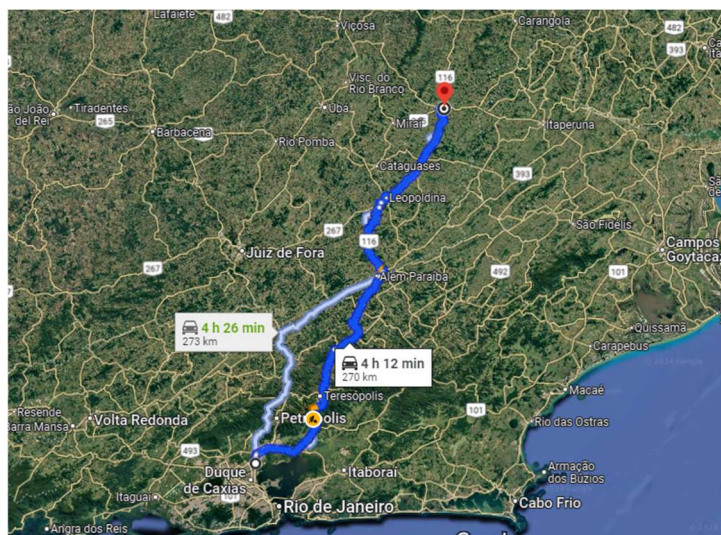 Lafaiete
482
Viçosa
Carangola
482
393
116
Visc. do
Rio Branco
Tiradentes
del Rei
265
Barbacena
Ubá
Rio Pomba
Miraí
Itaperuna
Cataguases
393
Leopoldina
São Fidélis
267
116
Juiz de Fora
267
Campos
Goytacaz
Além Paraíba
492
101
Quissamã
4 h 26 min
273 km
4 h 12 min
270 km
Carapebus
Teresópolis
Macaé
Resende
Barra Mansa
Volta Redonda
Petrópolis
101
Rio das Ostras
493
Duque
de Caxias
Itaboraí
Armação
dos Búzios
Itaguaí
101
Rio de Janeiro
Cabo Frio
Angra dos Reis